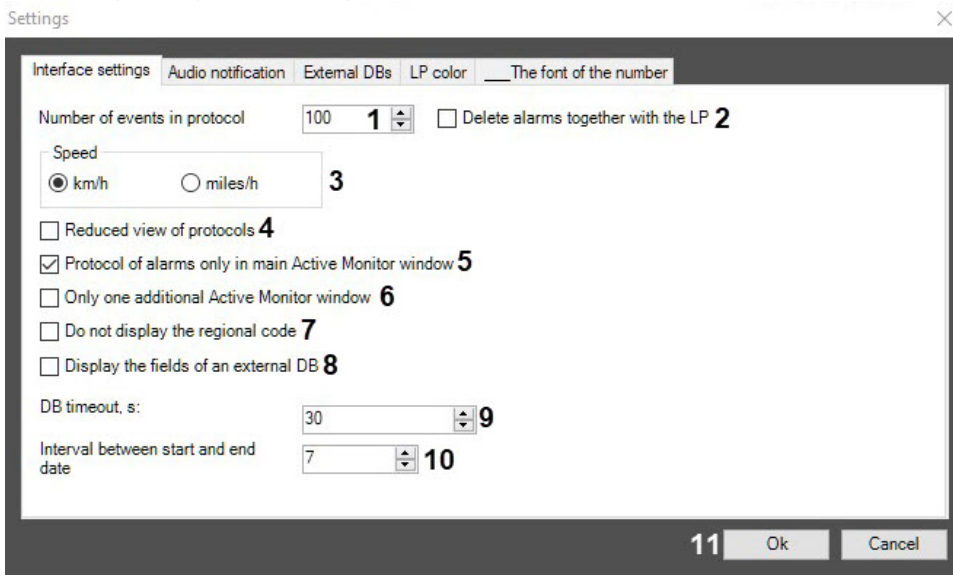 Settings
Interface settings Audio notification External DBs LP color ___The font of the number
Number of events in protocol 100 1 Delete alarms together with the LP 2
Speed
km/h miles/h 3
Reduced view of protocols 4
Protocol of alarms only in main Active Monitor window 5
Only one additional Active Monitor window 6
Do not display the regional code 7
Display the fields of an external DB 8
DB timeout, s: 30 9
Interval between start and end
date 7 10
11 Ok Cancel